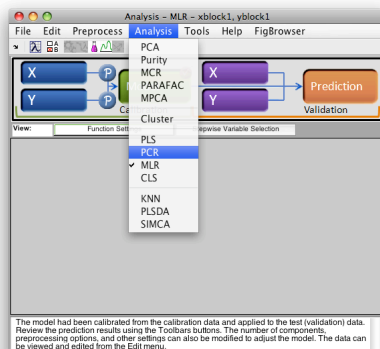 Analysis - MLR - xblock1, yblock1
File Edit Preprocess Analysis Tools Help FigBrowser
PCA
Purity
MCR
PARAFAC
MPCA
Cluster
PLS
PCR
✓ MLR
CLS
KNN
PLSDA
SIMCA
X
P
X
Prediction
Y
P
Y
Ca
Validation
View:
Function Sett
epwise Variable Selection
The model had been calibrated from the calibration data and applied to the test (validation) data.
Review the prediction results using the Toolbars buttons. The number of components,
preprocessing options, and other settings can also be modified to adjust the model. The data can
be viewed and edited from the Edit menu.